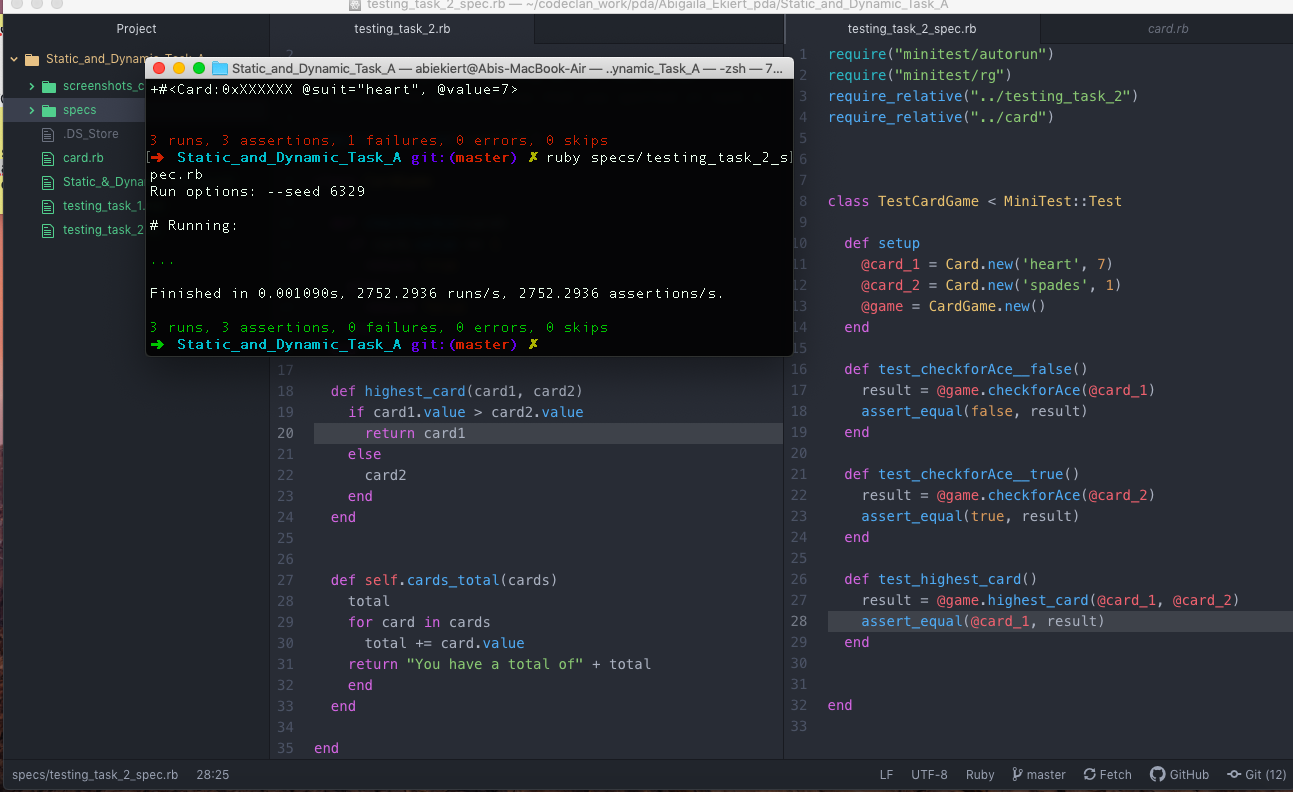 testing_task_2_spec.rb — ~/codeclan_work/pda/Abigaila_Ekiert_pda/Static_and_Dynamic_Task_A
Project
Static_and_Dynamic_Task_A
screenshots_c
specs
.DS_Store
card.rb
Static_&_Dyna
testing_task_1.
testing_task_2
Static_and_Dynamic_Task_A — abiekiert@Abis-MacBook-Air — ..ynamic_Task_A — -zsh — 7...
+#<Card:0xXXXXXX @suit="heart", @value=7>
3 runs, 3 assertions, 1 failures, 0 errors, 0 skips
[➜ Static_and_Dynamic_Task_A git:(master) ✗ ruby specs/testing_task_2_s]
pec.rb
Run options: --seed 6329
# Running:
...
Finished in 0.001090s, 2752.2936 runs/s, 2752.2936 assertions/s.
3 runs, 3 assertions, 0 failures, 0 errors, 0 skips
➜ Static_and_Dynamic_Task_A git:(master) ✗
testing_task_2.rb
2
17
18 def highest_card(card1, card2)
19 if card1.value > card2.value
20 return card1
21 else
22 card2
23 end
24 end
25
26
27 def self.cards_total(cards)
28 total
29 for card in cards
30 total += card.value
31 return "You have a total of" + total
32 end
33 end
34
35 end
testing_task_2_spec.rb
card.rb
1 require("minitest/autorun")
2 require("minitest/rg")
3 require_relative("../testing_task_2")
4 require_relative("../card")
5
6
7
8 class TestCardGame < MiniTest::Test
9
10 def setup
11 @card_1 = Card.new('heart', 7)
12 @card_2 = Card.new('spades', 1)
13 @game = CardGame.new()
14 end
15
16 def test_checkforAce__false()
17 result = @game.checkforAce(@card_1)
18 assert_equal(false, result)
19 end
20
21 def test_checkforAce__true()
22 result = @game.checkforAce(@card_2)
23 assert_equal(true, result)
24 end
25
26 def test_highest_card()
27 result = @game.highest_card(@card_1, @card_2)
28 assert_equal(@card_1, result)
29 end
30
31
32 end
33
specs/testing_task_2_spec.rb 28:25
LF UTF-8 Ruby master Fetch GitHub Git (12)